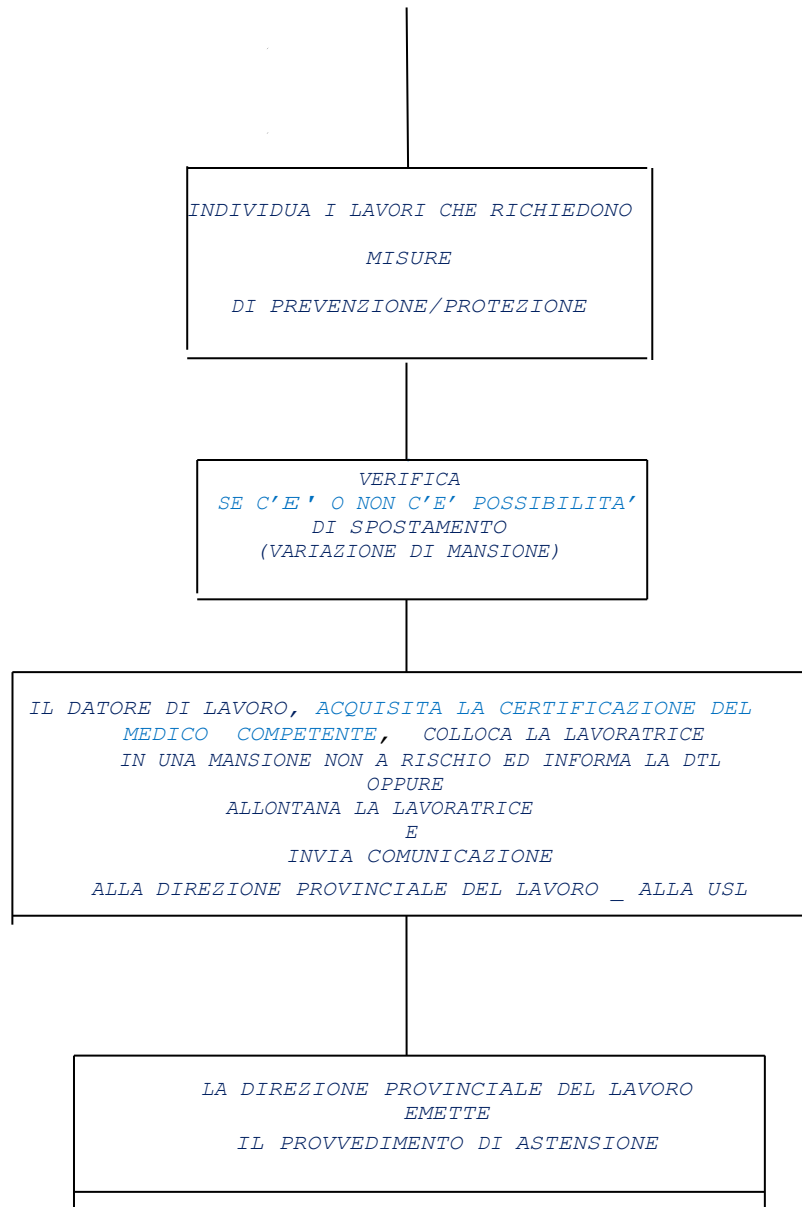 INDIVIDUA I LAVORI CHE RICHIEDONO
MISURE
DI PREVENZIONE/PROTEZIONE
VERIFICA
SE C’E' O NON C’E’ POSSIBILITA’
DI SPOSTAMENTO
(VARIAZIONE DI MANSIONE)
IL DATORE DI LAVORO, ACQUISITA LA CERTIFICAZIONE DEL
MEDICO COMPETENTE, COLLOCA LA LAVORATRICE
IN UNA MANSIONE NON A RISCHIO ED INFORMA LA DTL
OPPURE
ALLONTANA LA LAVORATRICE
E
INVIA COMUNICAZIONE
ALLA DIREZIONE PROVINCIALE DEL LAVORO _ ALLA USL
LA DIREZIONE PROVINCIALE DEL LAVORO
EMETTE
IL PROVVEDIMENTO DI ASTENSIONE